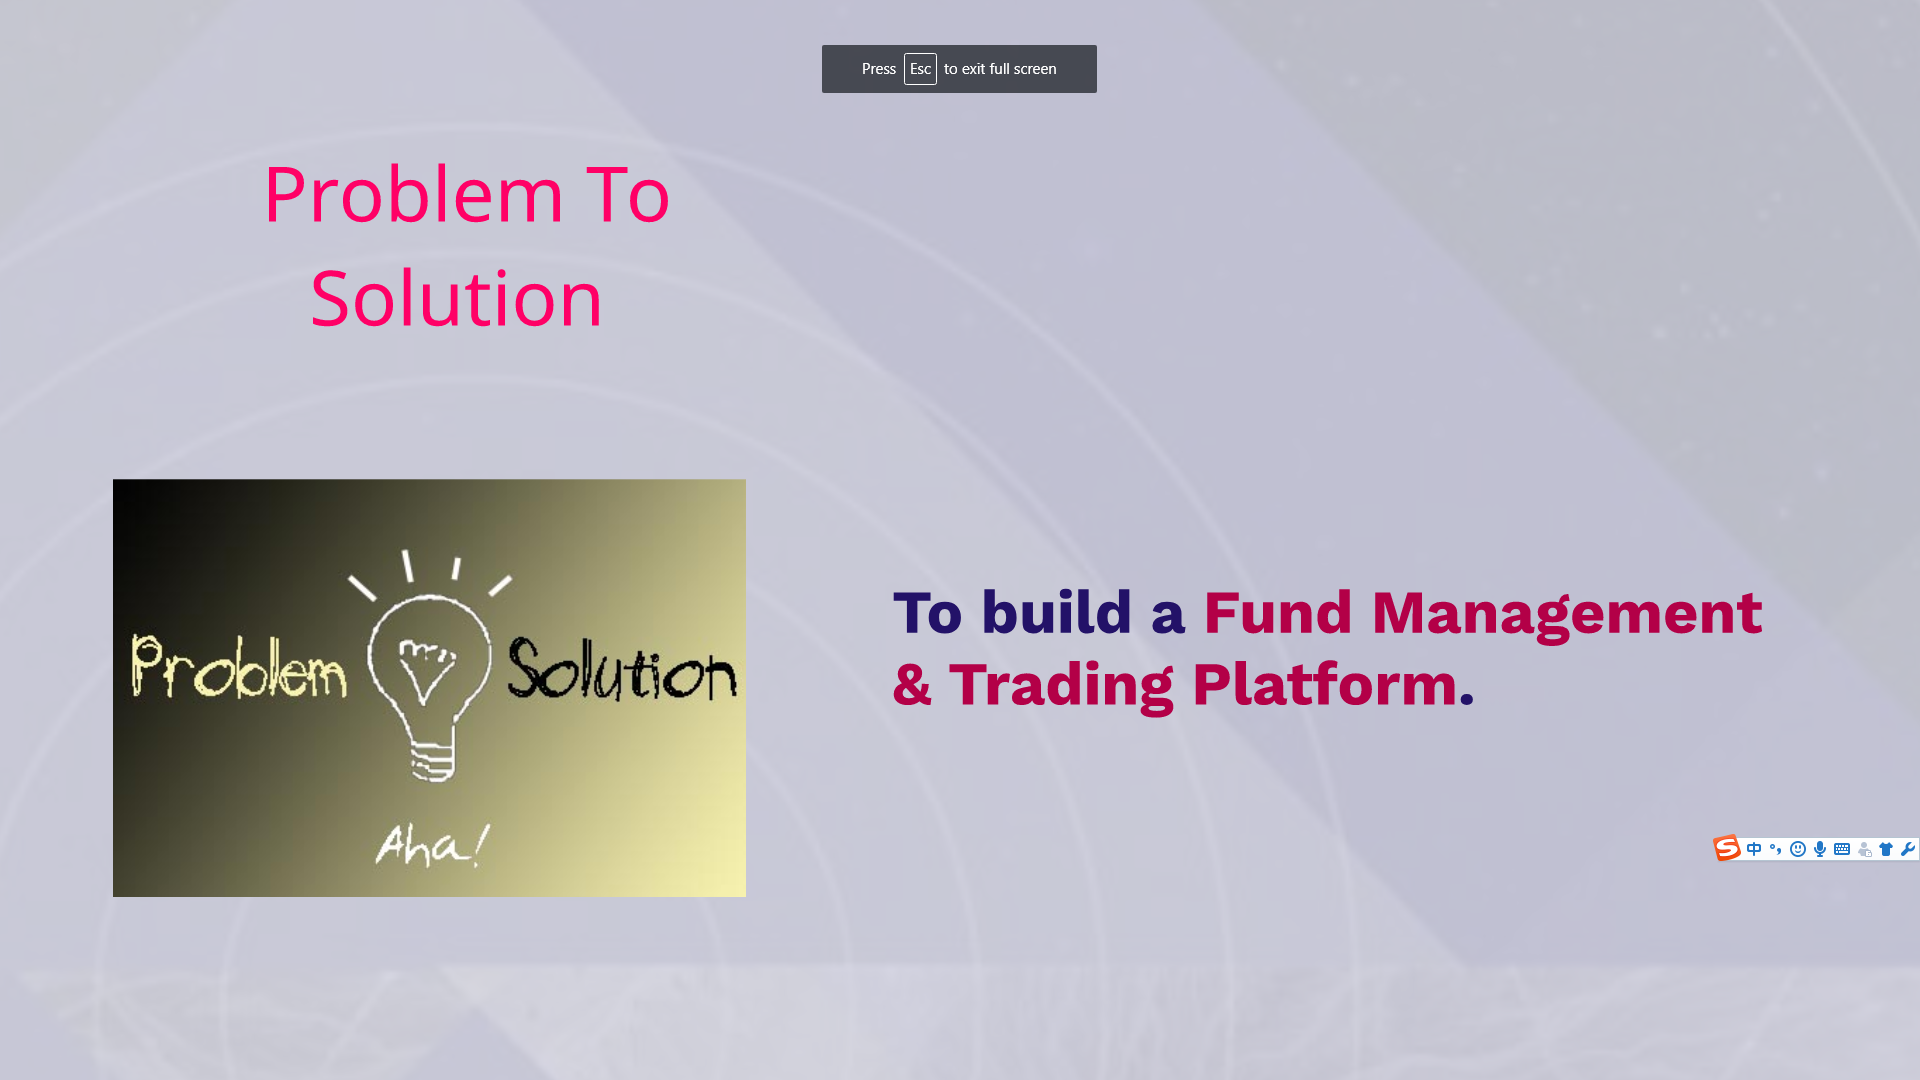 Press Esc to exit full screen
Problem To
Solution
Problem Solution
Aha!
To build a Fund Management
& Trading Platform.
S 中 °,